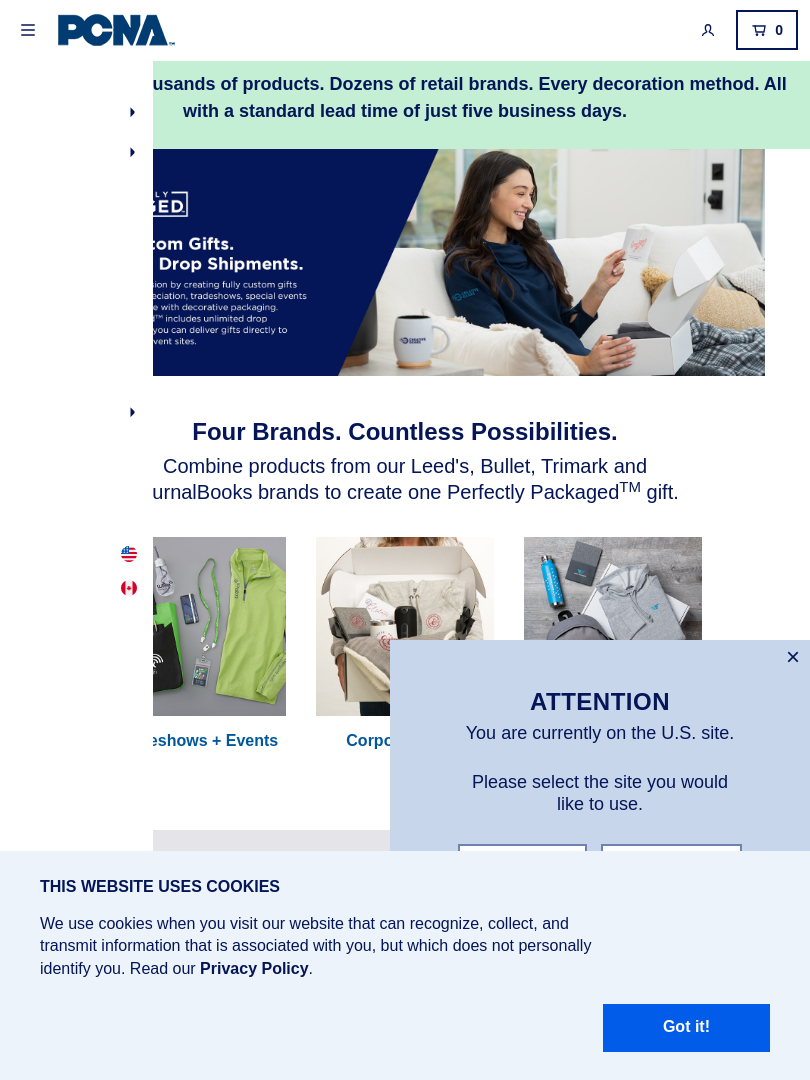 PCNA
0
usands of products. Dozens of retail brands. Every decoration method. All
with a standard lead time of just five business days.
LY
GED
tom Gifts.
Drop Shipments.
sion by creating fully custom gifts
eciation, tradeshows, special events
e with decorative packaging.
d™ includes unlimited drop
you can deliver gifts directly to
vent sites.
Four Brands. Countless Possibilities.
Combine products from our Leed's, Bullet, Trimark and
urnalBooks brands to create one Perfectly Packaged™ gift.
eshows + Events
Corpo
ATTENTION
You are currently on the U.S. site.
Please select the site you would
like to use.
THIS WEBSITE USES COOKIES
We use cookies when you visit our website that can recognize, collect, and
transmit information that is associated with you, but which does not personally
identify you. Read our Privacy Policy.
Got it!